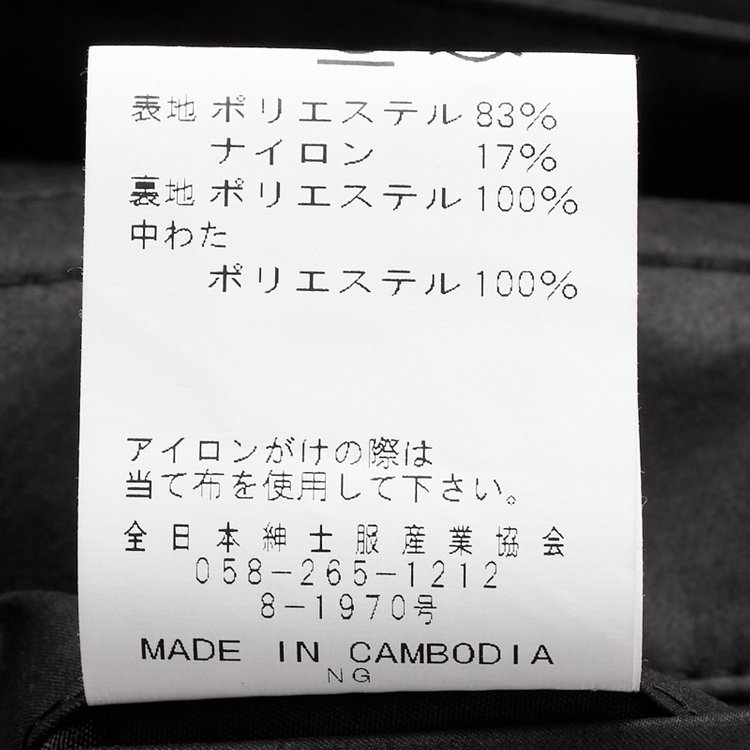 表地 ポリエステル 83%
ナイロン 17%
裏地 ポリエステル 100%
中わた
ポリエステル 100%
アイロンがけの際は
当て布を使用して下さい。
全日本紳士服産業協会
058-265-1212
8-1970号
MADE IN CAMBODIA
NG